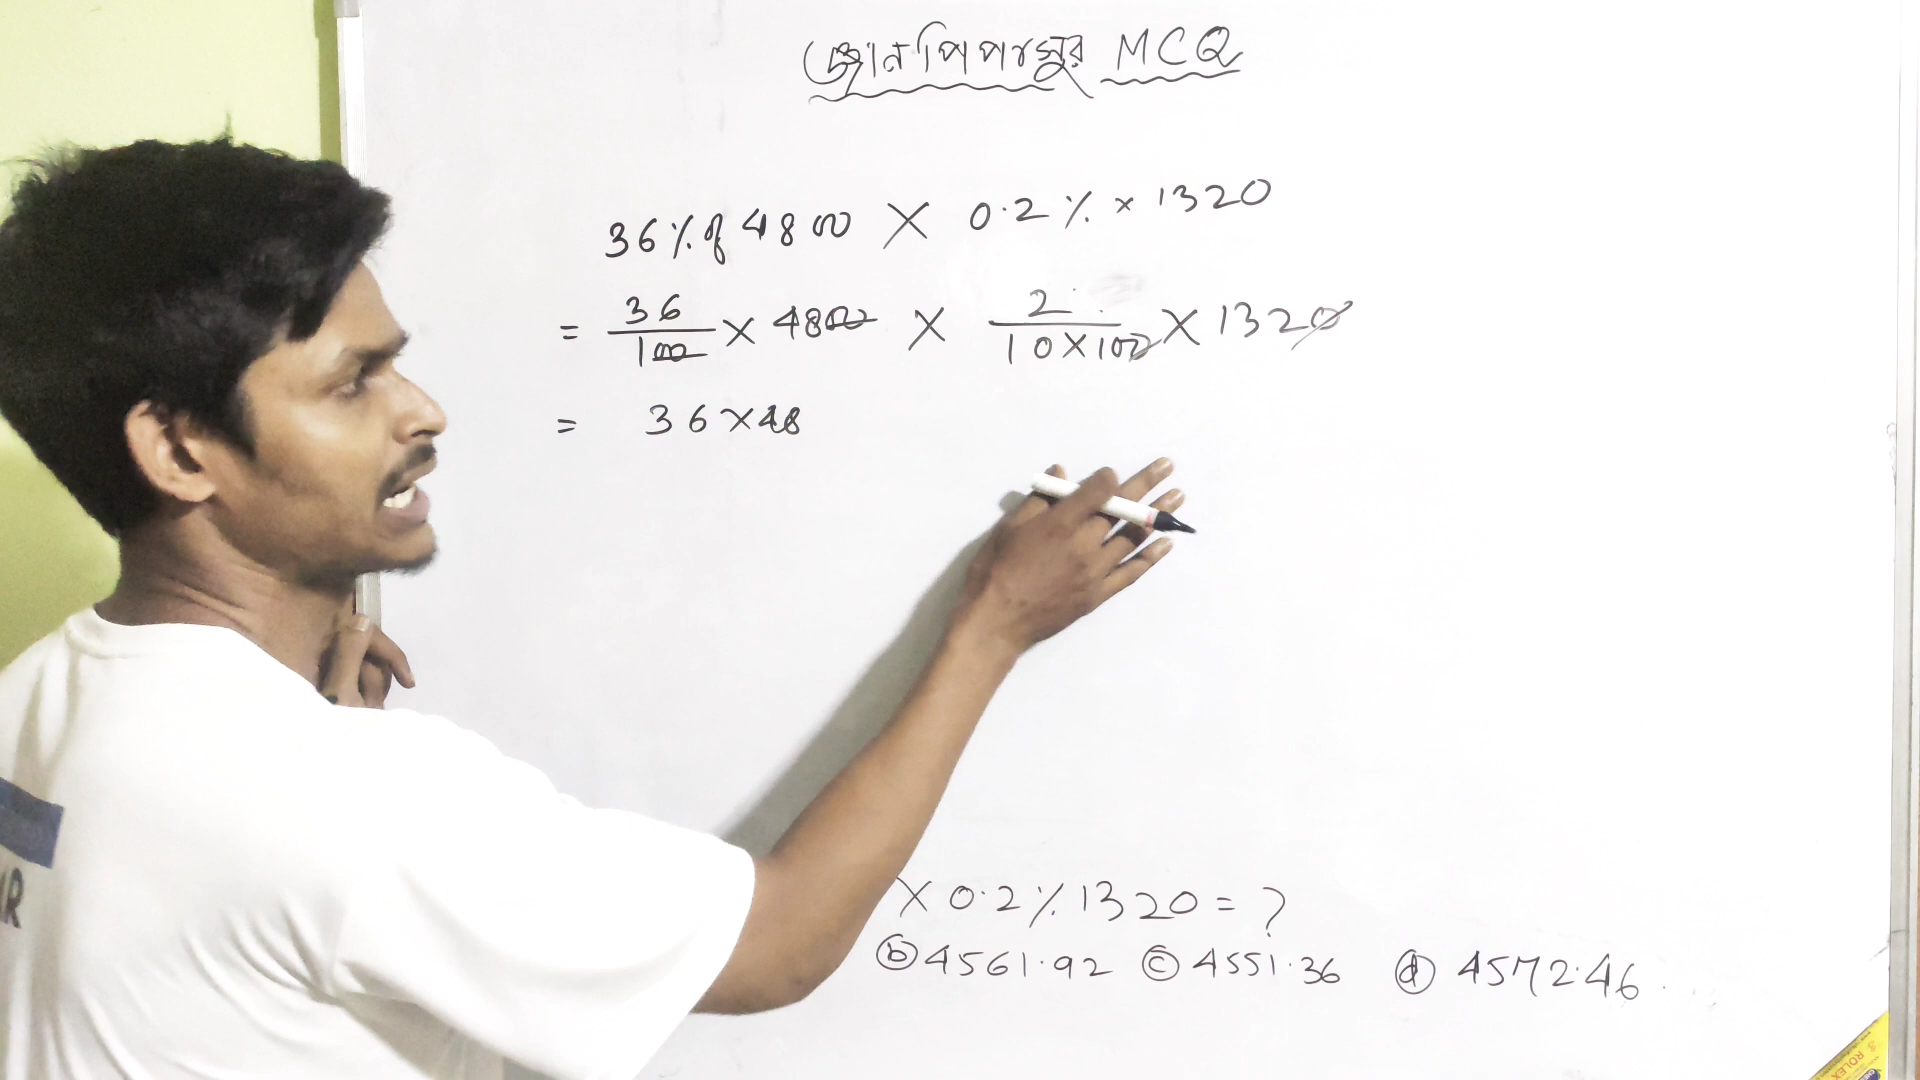 জ্ঞান পিপাসুর MCQ
36% of 4800 × 0.2% × 1320
= 36/100 × 4800 × 2/10×100 × 1320
= 36×48
× 0.2% 1320 = ?
ⓑ 4561.92 ⓒ 4551.36 ⓓ 4572.46
ROLEX